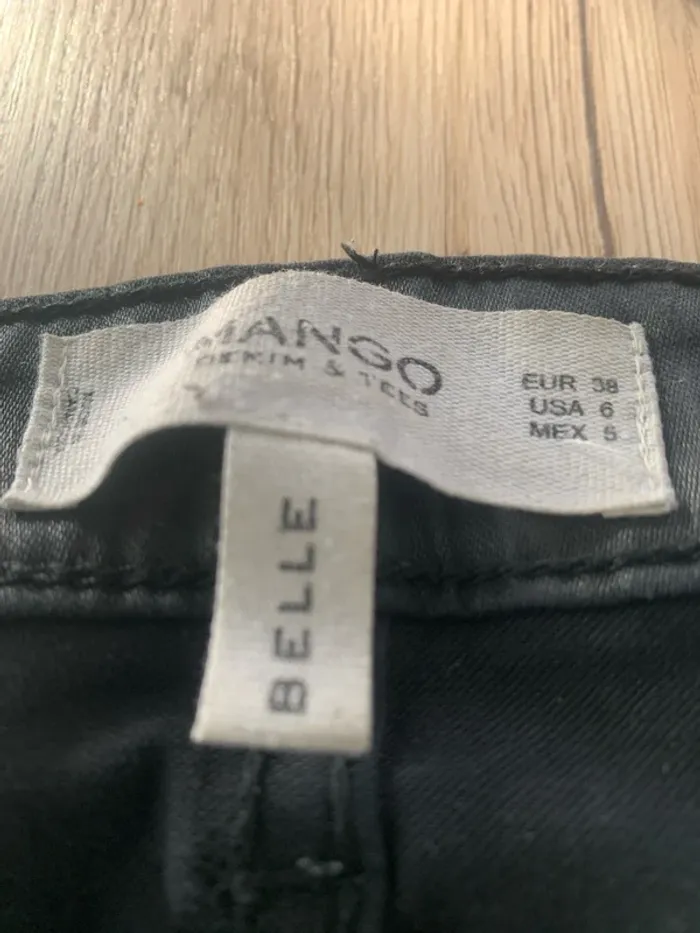 MANGO
DENIM & TEES
EUR 38
USA 6
MEX 5
BELLE